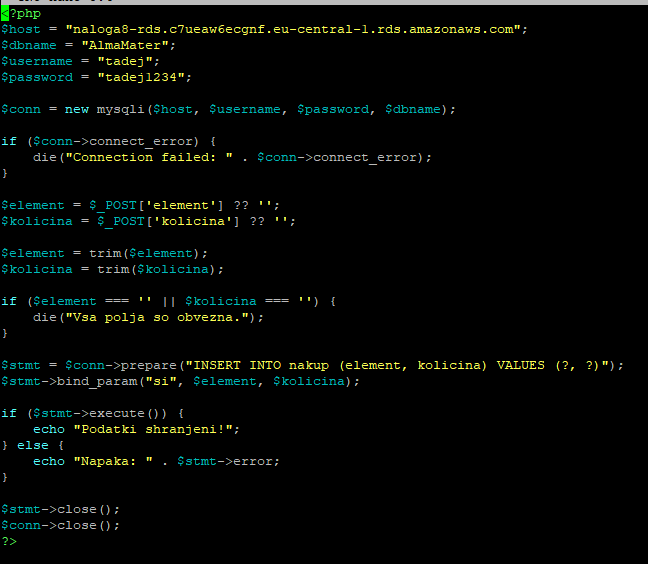 <?php
$host = "naloga8-rds.c7ueaw6ecgnf.eu-central-1.rds.amazonaws.com";
$dbname = "AlmaMater";
$username = "tadej";
$password = "tadej1234";

$conn = new mysqli($host, $username, $password, $dbname);

if ($conn->connect_error) {
    die("Connection failed: " . $conn->connect_error);
}

$element = $_POST['element'] ?? '';
$kolicina = $_POST['kolicina'] ?? '';

$element = trim($element);
$kolicina = trim($kolicina);

if ($element === '' || $kolicina === '') {
    die("Vsa polja so obvezna.");
}

$stmt = $conn->prepare("INSERT INTO nakup (element, kolicina) VALUES (?, ?)");
$stmt->bind_param("si", $element, $kolicina);

if ($stmt->execute()) {
    echo "Podatki shranjeni!";
} else {
    echo "Napaka: " . $stmt->error;
}

$stmt->close();
$conn->close();
?>